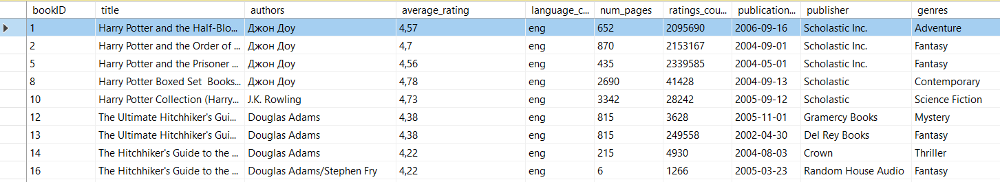 bookID title authors average_rating language_c... num_pages ratings_cou... publication... publisher genres
1 Harry Potter and the Half-Blo... Джон Доу 4,57 eng 652 2095690 2006-09-16 Scholastic Inc. Adventure
2 Harry Potter and the Order of ... Джон Доу 4,7 eng 870 2153167 2004-09-01 Scholastic Inc. Fantasy
5 Harry Potter and the Prisoner ... Джон Доу 4,56 eng 435 2339585 2004-05-01 Scholastic Inc. Fantasy
8 Harry Potter Boxed Set Books... Джон Доу 4,78 eng 2690 41428 2004-09-13 Scholastic Contemporary
10 Harry Potter Collection (Harry... J.K. Rowling 4,73 eng 3342 28242 2005-09-12 Scholastic Science Fiction
12 The Ultimate Hitchhiker's Gui... Douglas Adams 4,38 eng 815 3628 2005-11-01 Gramercy Books Mystery
13 The Ultimate Hitchhiker's Gui... Douglas Adams 4,38 eng 815 249558 2002-04-30 Del Rey Books Fantasy
14 The Hitchhiker's Guide to the ... Douglas Adams 4,22 eng 215 4930 2004-08-03 Crown Thriller
16 The Hitchhiker's Guide to the ... Douglas Adams/Stephen Fry 4,22 eng 6 1266 2005-03-23 Random House Audio Fantasy